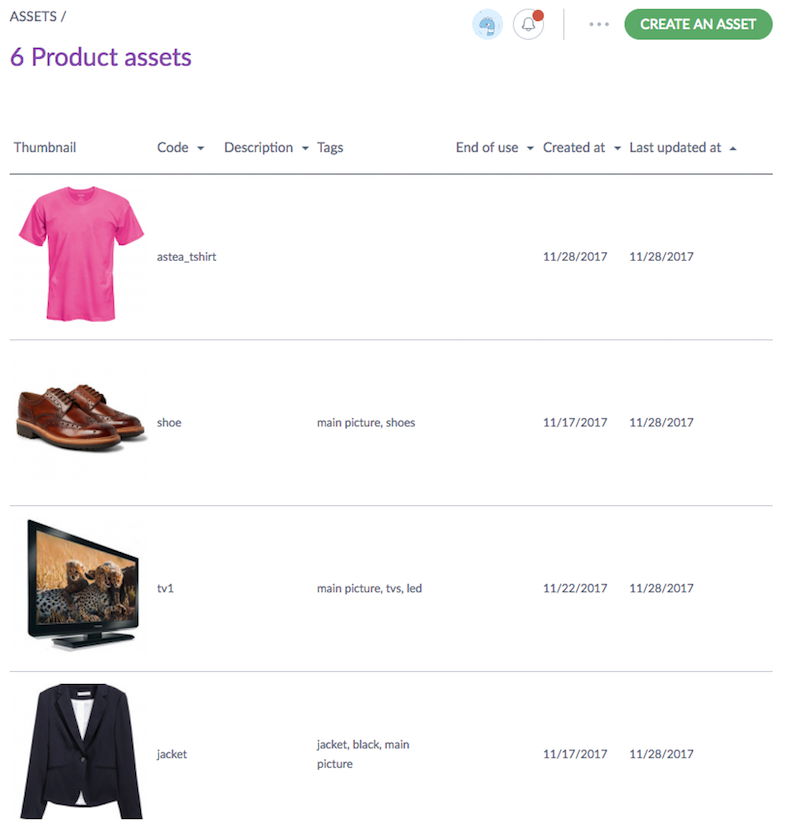 ASSETS /
CREATE AN ASSET
6 Product assets
Thumbnail Code Description Tags End of use Created at Last updated at
astea_tshirt 11/28/2017 11/28/2017
shoe main picture, shoes 11/17/2017 11/28/2017
tv1 main picture, tvs, led 11/22/2017 11/28/2017
jacket jacket, black, main 11/17/2017 11/28/2017
picture